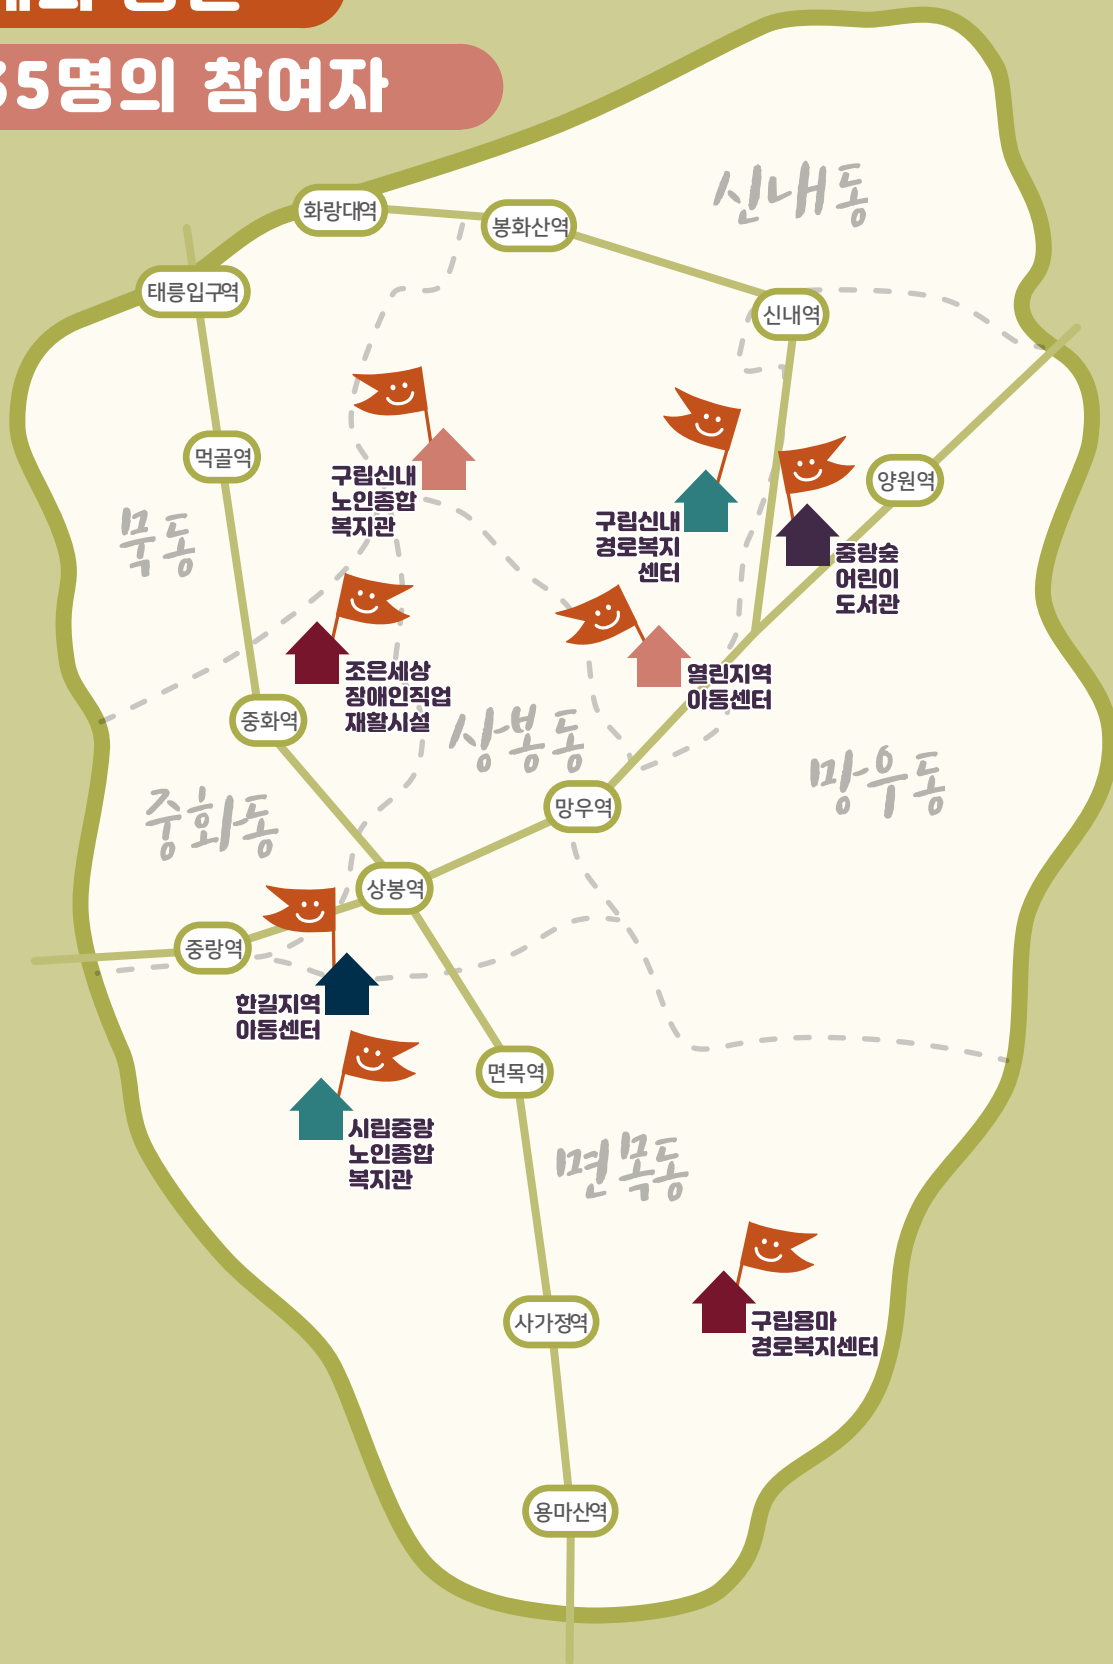 5명의 참여자
신내동
화랑대역
봉화산역
태릉입구역
신내역
먹골역
양원역
구립신내
노인종합
복지관
구립신내
경로복지
센터
중랑숲
어린이
도서관
묵동
조은세상
장애인직업
재활시설
열린지역
아동센터
중화역
상봉동
망우동
중화동
망우역
상봉역
중랑역
한길지역
아동센터
면목역
시립중랑
노인종합
복지관
면목동
구립용마
경로복지센터
사가정역
용마산역